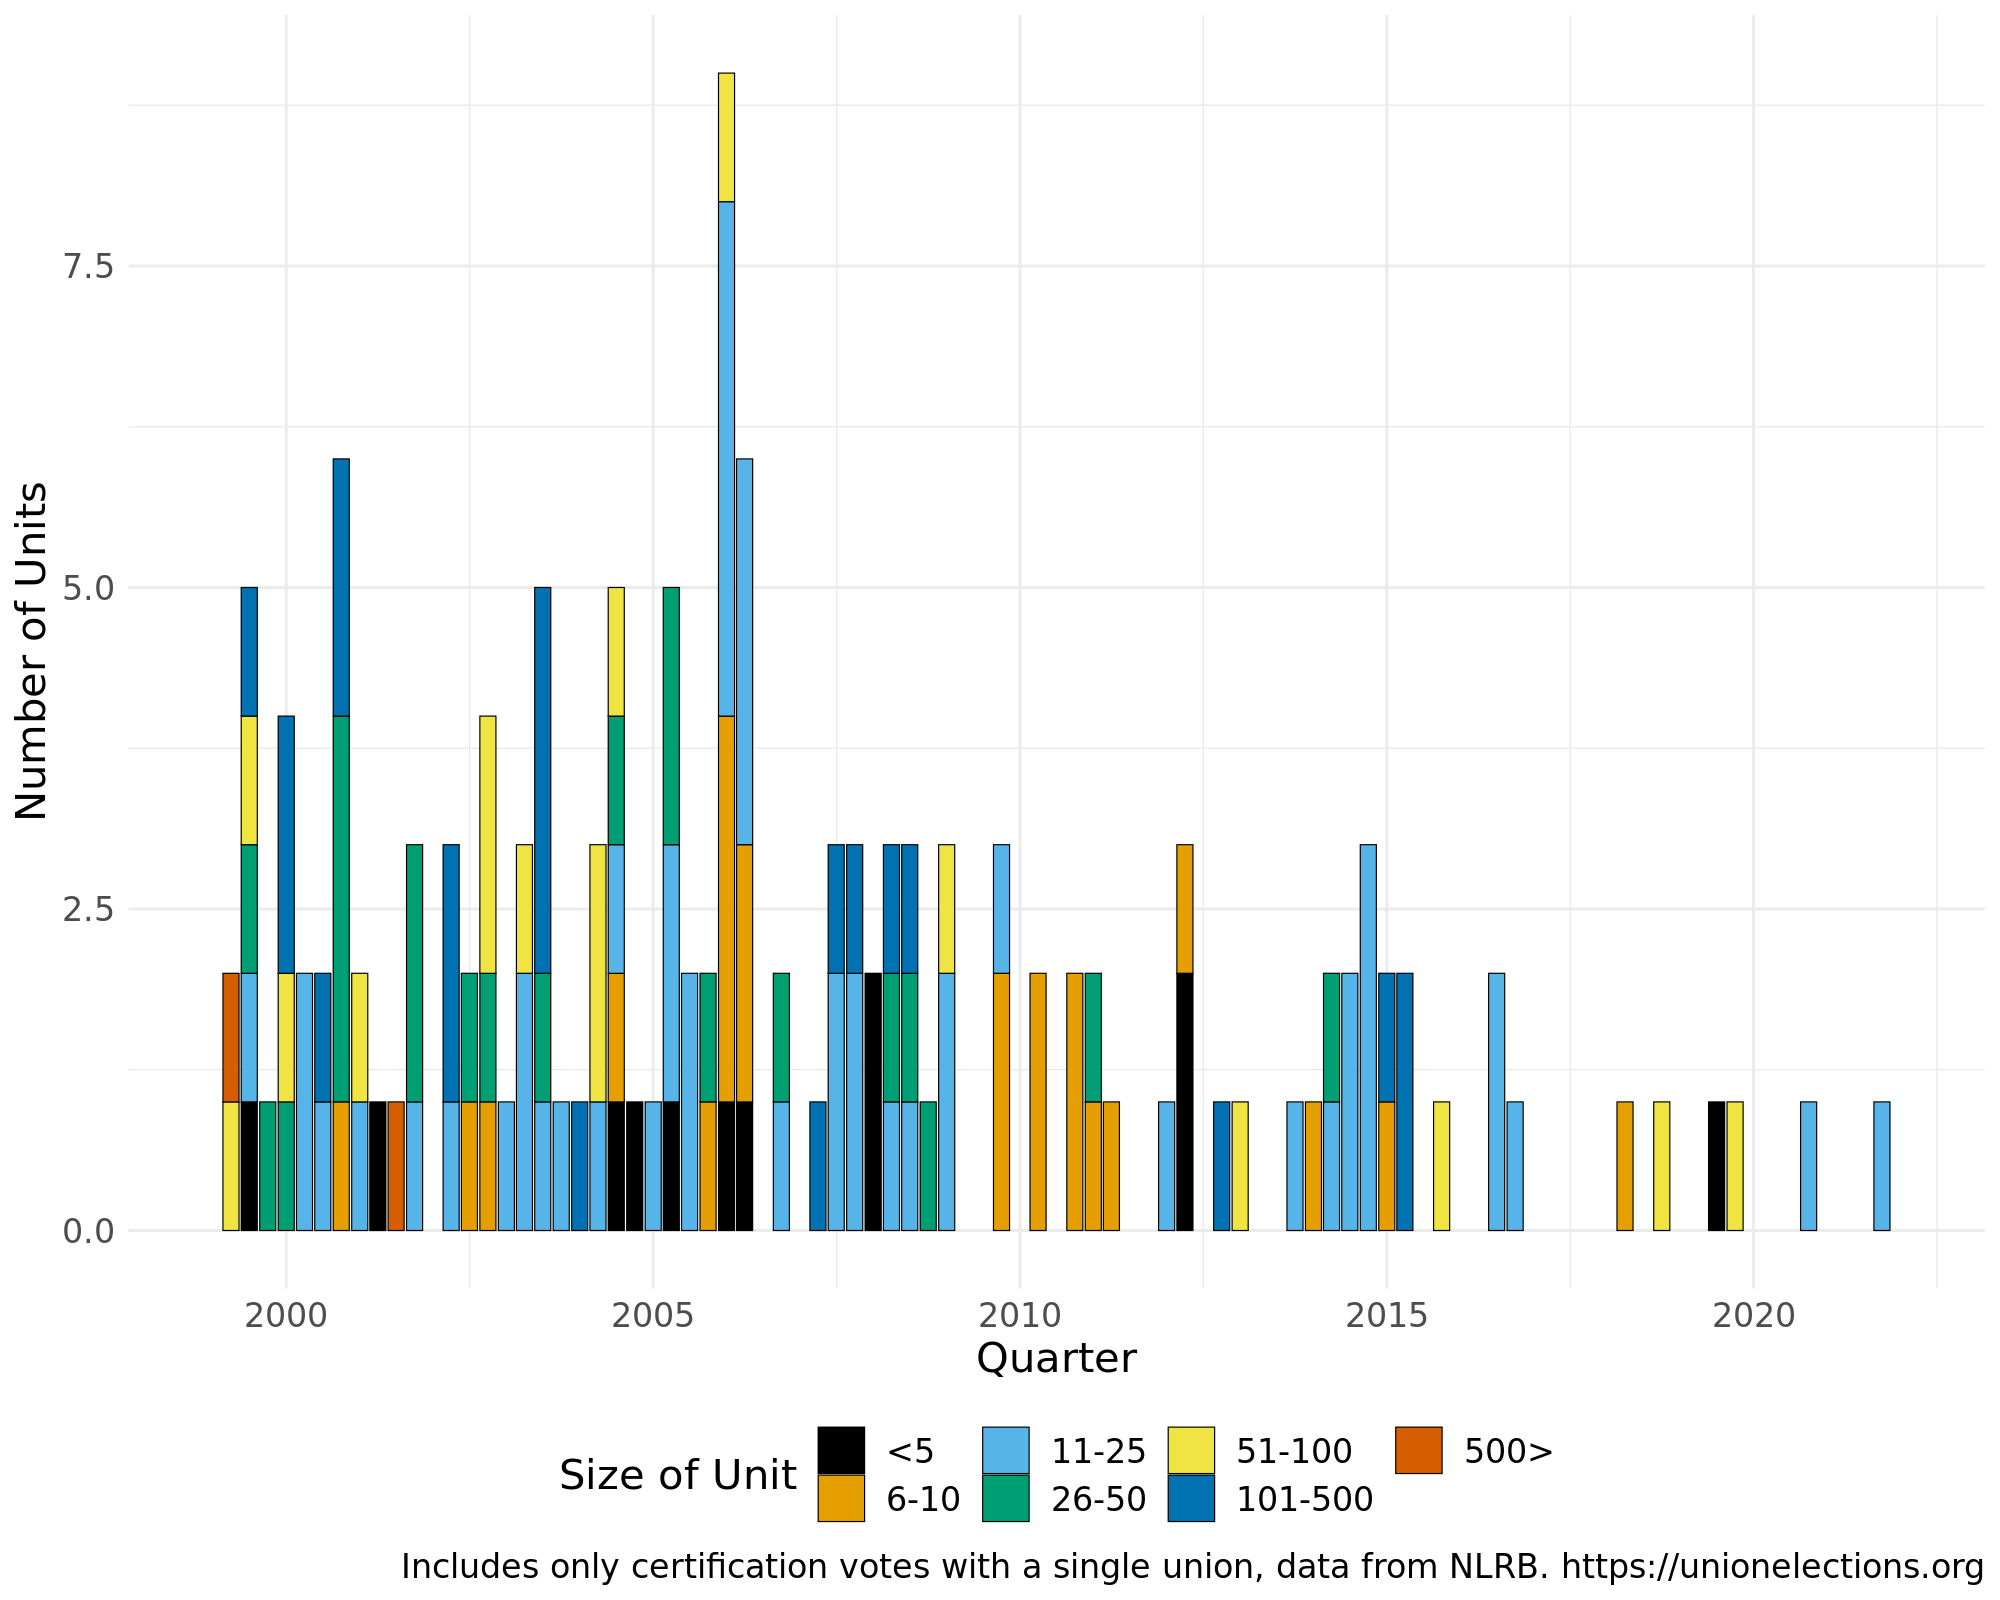 Number of Units
7.5
5.0
2.5
0.0
2000 2005 2010 2015 2020
Quarter
Size of Unit
<5 11-25 51-100 500>
6-10 26-50 101-500
Includes only certification votes with a single union, data from NLRB. https://unionelections.org